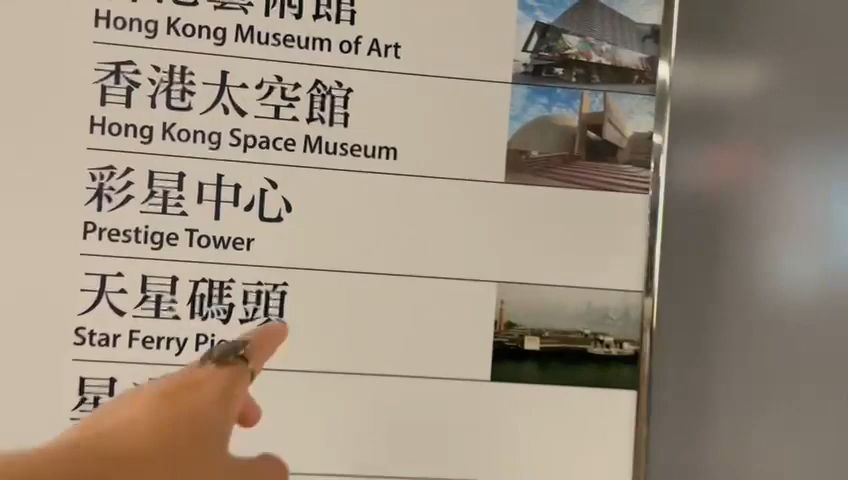 Hong Kong Museum of Art
香港太空館
Hong Kong Space Museum
彩星中心
Prestige Tower
天星碼頭
Star Ferry
星